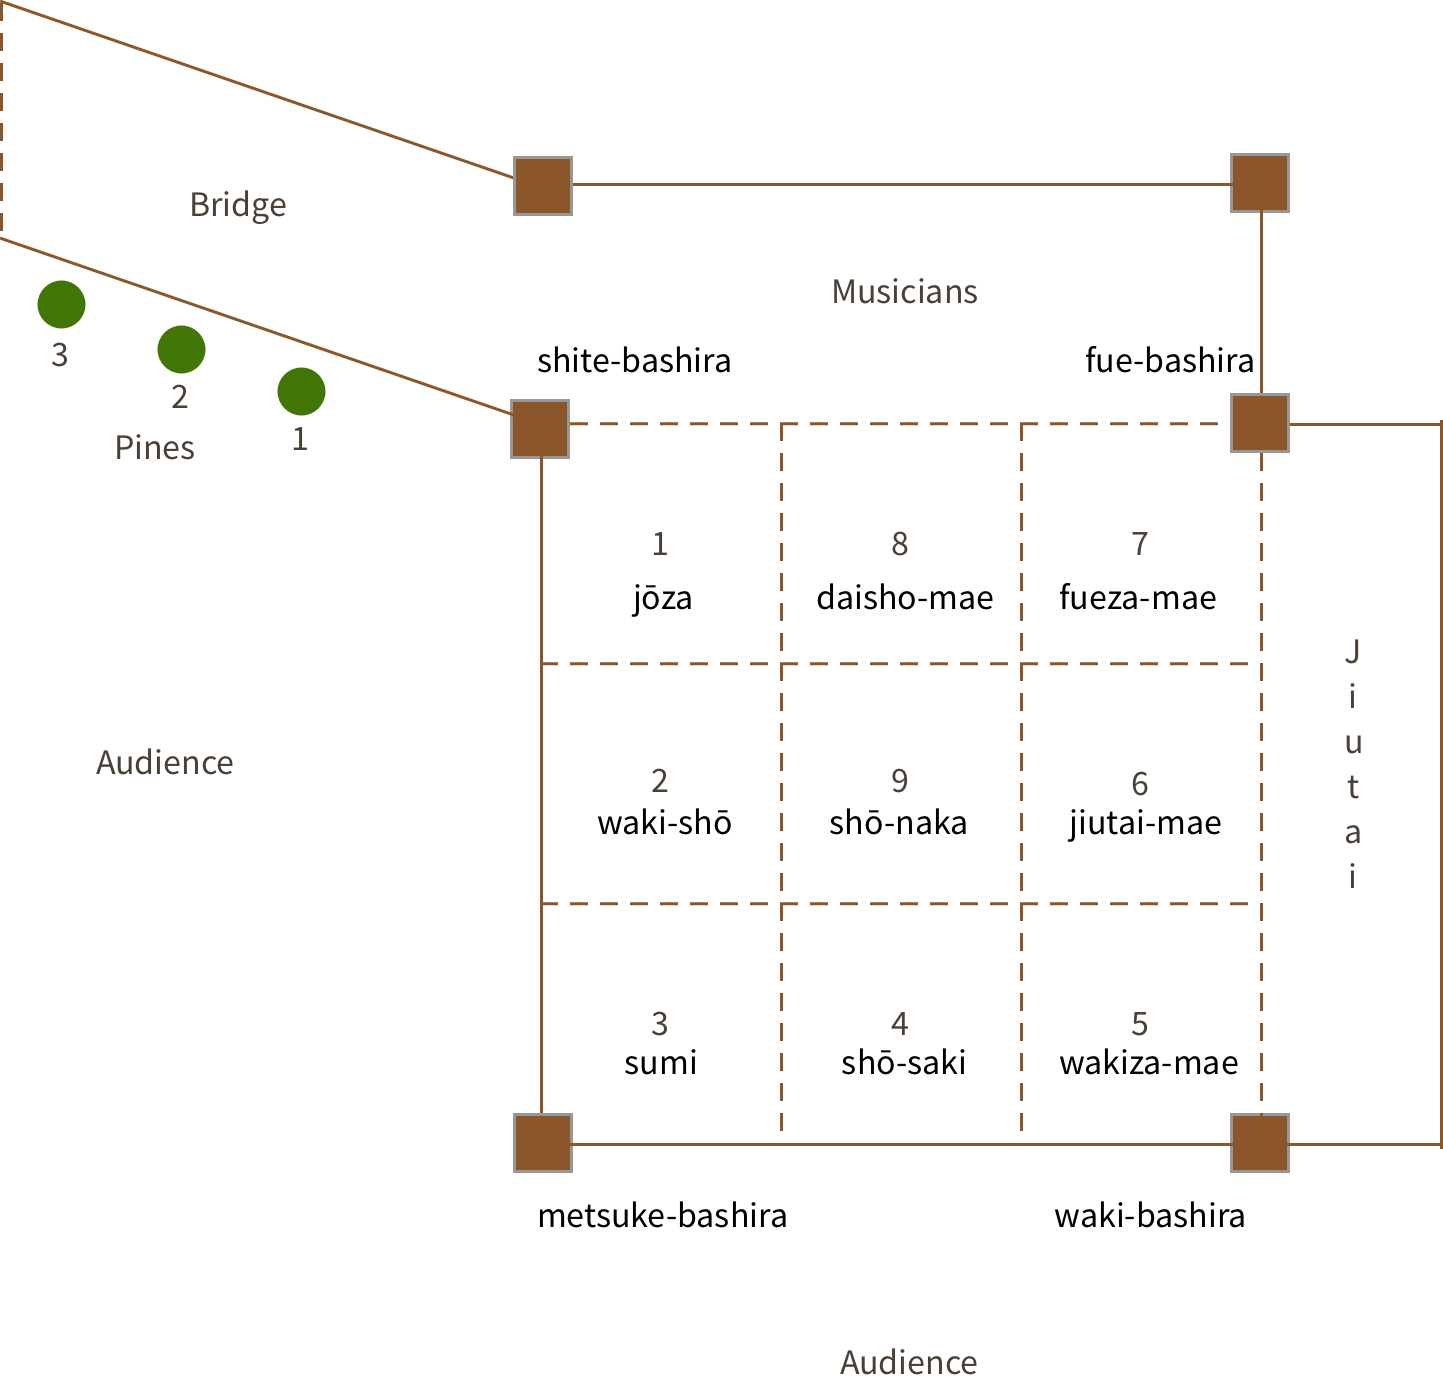 Bridge
Musicians
shite-bashira
fue-bashira
3
2
1
Pines
1
jōza
8
daisho-mae
7
fueza-mae
Jiutai
Audience
2
waki-shō
9
shō-naka
6
jiutai-mae
3
sumi
4
shō-saki
5
wakiza-mae
metsuke-bashira
waki-bashira
Audience